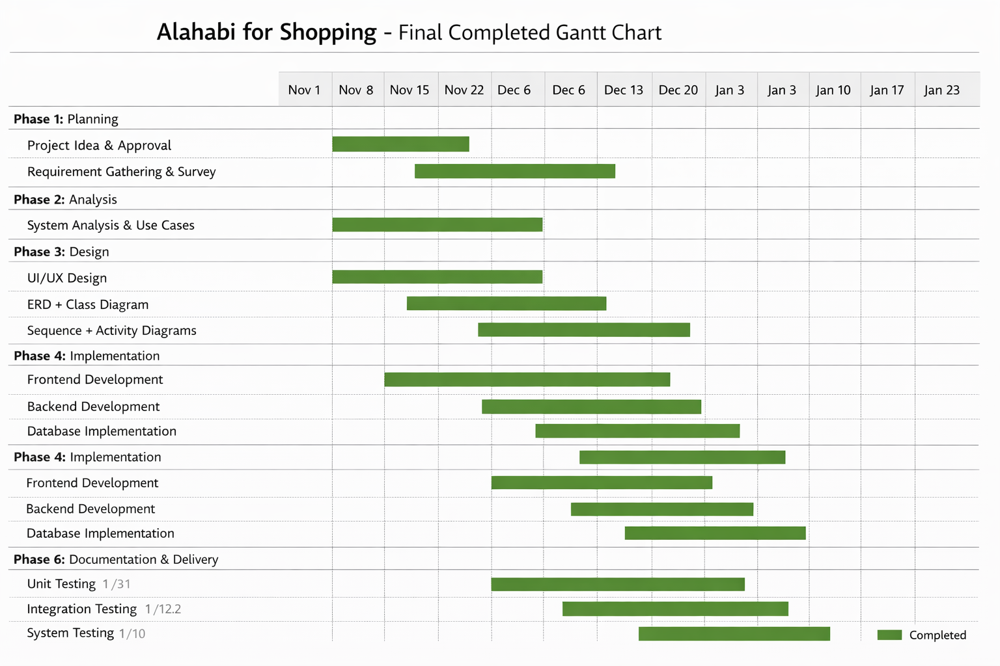 Alahabi for Shopping - Final Completed Gantt Chart
Nov 1 Nov 8 Nov 15 Nov 22 Dec 6 Dec 6 Dec 13 Dec 20 Jan 3 Jan 3 Jan 10 Jan 17 Jan 23
Phase 1: Planning
Project Idea & Approval
Requirement Gathering & Survey
Phase 2: Analysis
System Analysis & Use Cases
Phase 3: Design
UI/UX Design
ERD + Class Diagram
Sequence + Activity Diagrams
Phase 4: Implementation
Frontend Development
Backend Development
Database Implementation
Phase 4: Implementation
Frontend Development
Backend Development
Database Implementation
Phase 6: Documentation & Delivery
Unit Testing 1/31
Integration Testing 1/12.2
System Testing 1/10
Completed